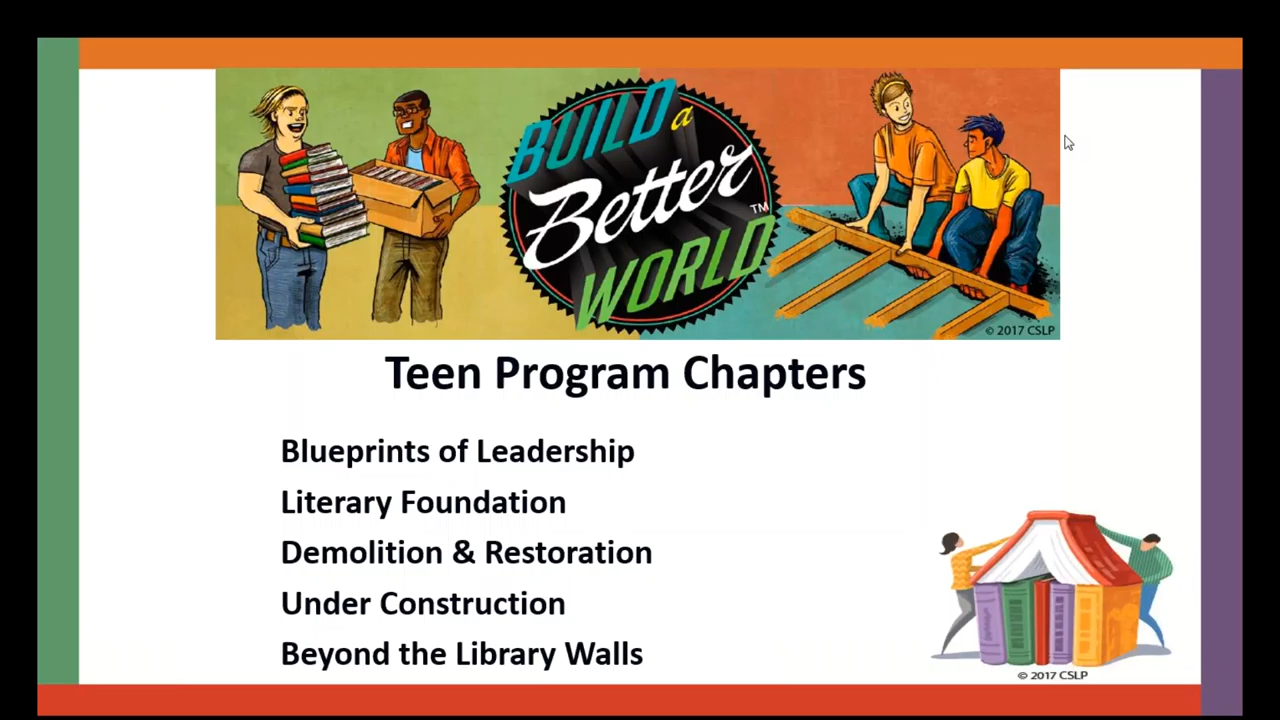 BUILD a
Better
TM
WORLD
© 2017 CSLP
Teen Program Chapters
Blueprints of Leadership
Literary Foundation
Demolition & Restoration
Under Construction
Beyond the Library Walls
© 2017 CSLP